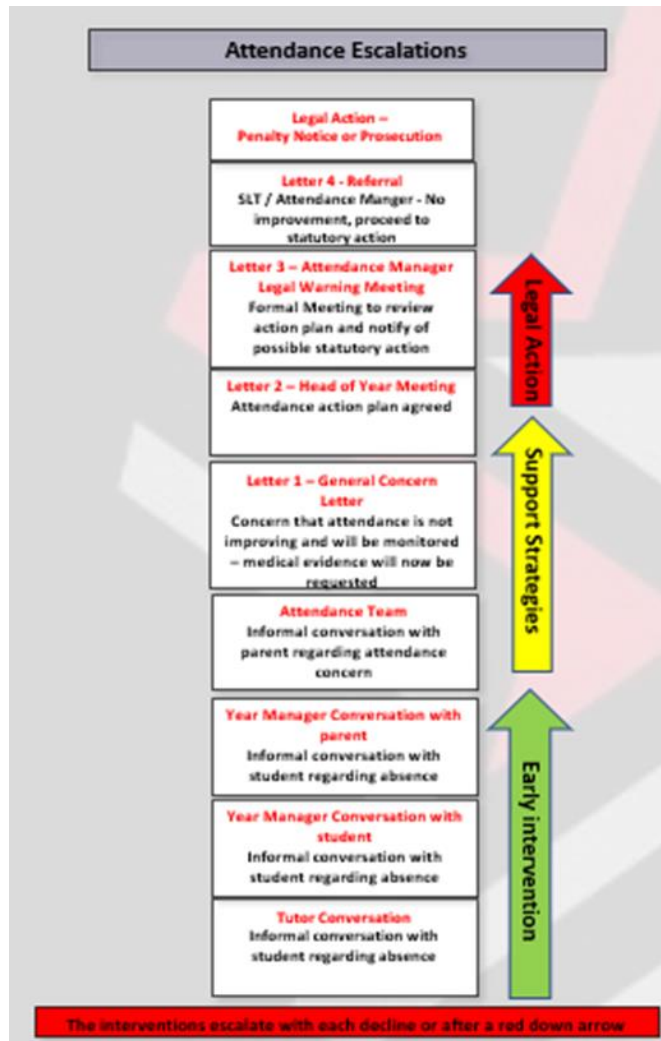 Attendance Escalations
Legal Action –
Penalty Notice or Prosecution
Letter 4 - Referral
SLT / Attendance Manger - No
improvement, proceed to
statutory action
Letter 3 – Attendance Manager
Legal Warning Meeting
Formal Meeting to review
action plan and notify of
possible statutory action
Letter 2 – Head of Year Meeting
Attendance action plan agreed
Letter 1 – General Concern
Letter
Concern that attendance is not
improving and will be monitored
– medical evidence will now be
requested
Attendance Team
Informal conversation with
parent regarding attendance
concern
Year Manager Conversation with
parent
Informal conversation with
student regarding absence
Year Manager Conversation with
student
Informal conversation with
student regarding absence
Tutor Conversation
Informal conversation with
student regarding absence
Legal Action
Support Strategies
Early intervention
The interventions escalate with each decline or after a red down arrow